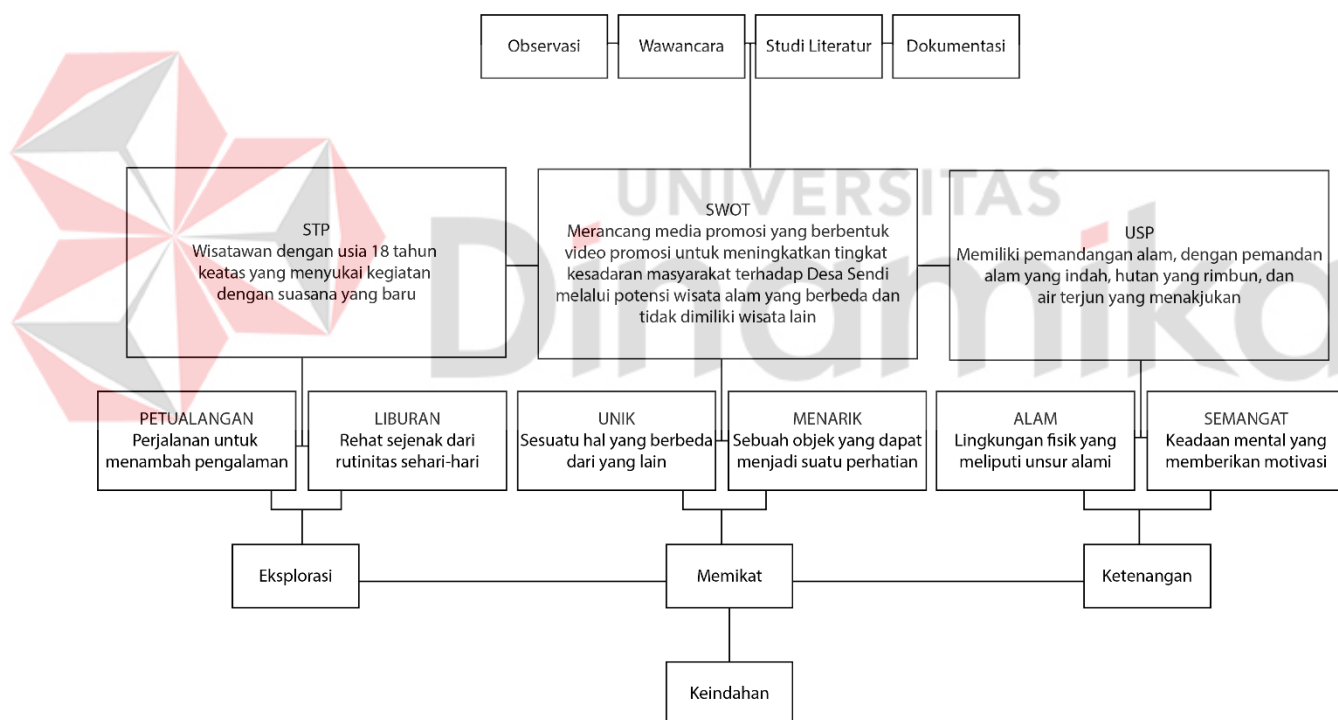 Observasi
Wawancara
Studi Literatur
Dokumentasi
UNIVERSITAS
Dinamika
STP
Wisatawan dengan usia 18 tahun
keatas yang menyukai kegiatan
dengan suasana yang baru
SWOT
Merancang media promosi yang berbentuk
video promosi untuk meningkatkan tingkat
kesadaran masyarakat terhadap Desa Sendi
melalui potensi wisata alam yang berbeda dan
tidak dimiliki wisata lain
USP
Memiliki pemandangan alam, dengan pemandan
alam yang indah, hutan yang rimbun, dan
air terjun yang menakjukan
PETUALANGAN
Perjalanan untuk
menambah pengalaman
LIBURAN
Rehat sejenak dari
rutinitas sehari-hari
UNIK
Sesuatu hal yang berbeda
dari yang lain
MENARIK
Sebuah objek yang dapat
menjadi suatu perhatian
ALAM
Lingkungan fisik yang
meliputi unsur alami
SEMANGAT
Keadaan mental yang
memberikan motivasi
Eksplorasi
Memikat
Ketenangan
Keindahan